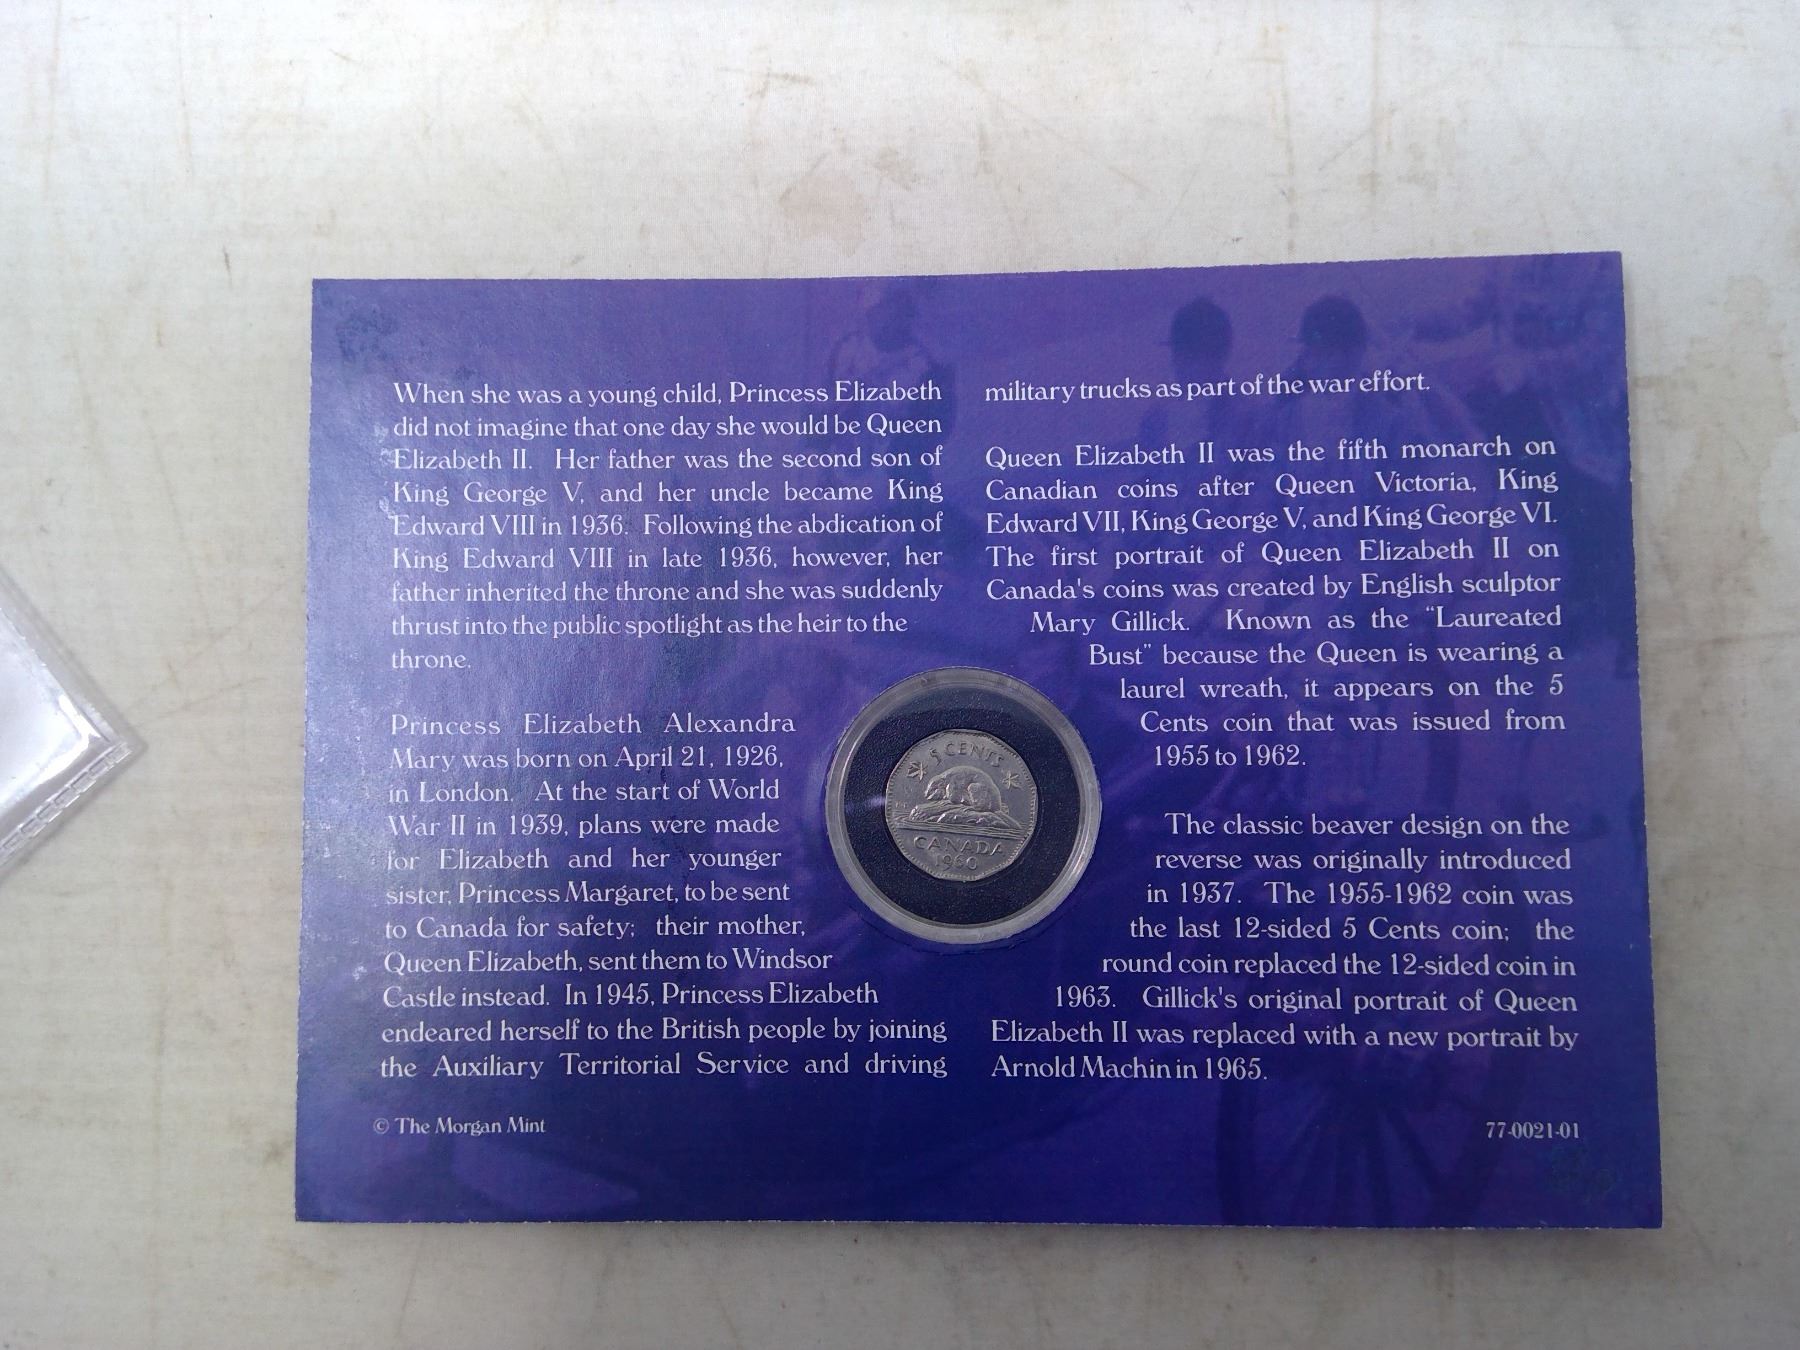 When she was a young child, Princess Elizabeth
did not imagine that one day she would be Queen
Elizabeth II. Her father was the second son of
King George V, and her uncle became King
Edward VIII in 1936. Following the abdication of
King Edward VIII in late 1936, however, her
father inherited the throne and she was suddenly
thrust into the public spotlight as the heir to the
throne.
Princess Elizabeth Alexandra
Mary was born on April 21, 1926,
in London. At the start of World
War II in 1939, plans were made
for Elizabeth and her younger
sister, Princess Margaret, to be sent
to Canada for safety; their mother,
Queen Elizabeth, sent them to Windsor
Castle instead. In 1945, Princess Elizabeth
endeared herself to the British people by joining
the Auxiliary Territorial Service and driving
military trucks as part of the war effort.
Queen Elizabeth II was the fifth monarch on
Canadian coins after Queen Victoria, King
Edward VII, King George V, and King George VI.
The first portrait of Queen Elizabeth II on
Canada's coins was created by English sculptor
Mary Gillick. Known as the “Laureated
Bust” because the Queen is wearing a
laurel wreath, it appears on the 5
Cents coin that was issued from
1955 to 1962.
The classic beaver design on the
reverse was originally introduced
in 1937. The 1955-1962 coin was
the last 12-sided 5 Cents coin; the
round coin replaced the 12-sided coin in
1963. Gillick's original portrait of Queen
Elizabeth II was replaced with a new portrait by
Arnold Machin in 1965.
5 CENTS
CANADA
1960
© The Morgan Mint
77-0021-01